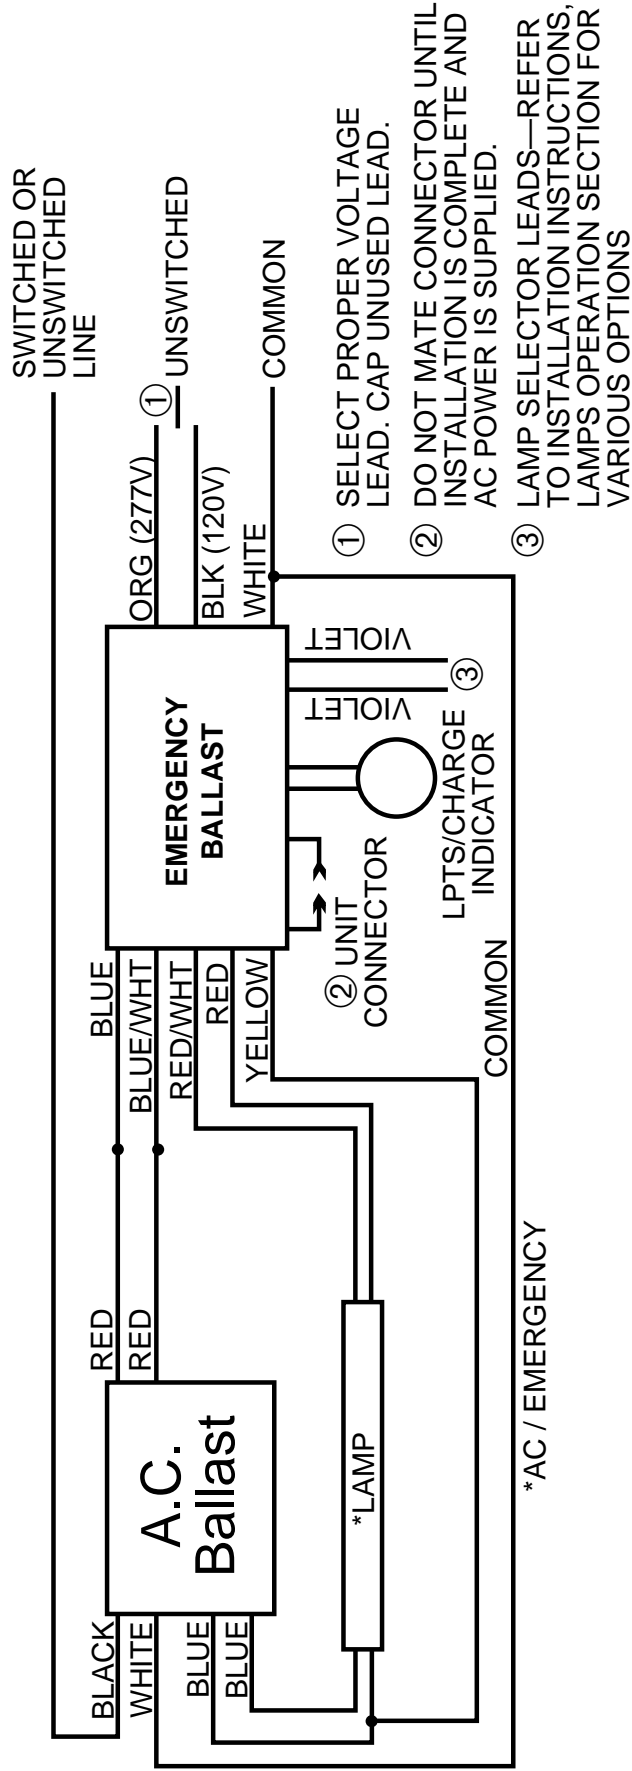 SWITCHED OR
UNSWITCHED
LINE
BLACK
WHITE
BLUE
BLUE
A.C.
Ballast
RED
RED
BLUE
BLUE/WHT
RED/WHT
RED
YELLOW
EMERGENCY
BALLAST
ORG (277V)
BLK (120V)
WHITE
① UNSWITCHED
COMMON
VIOLET
VIOLET
③
LPTS/CHARGE
INDICATOR
② UNIT
CONNECTOR
*LAMP
COMMON
*AC / EMERGENCY
① SELECT PROPER VOLTAGE
LEAD. CAP UNUSED LEAD.
② DO NOT MATE CONNECTOR UNTIL
INSTALLATION IS COMPLETE AND
AC POWER IS SUPPLIED.
③ LAMP SELECTOR LEADS—REFER
TO INSTALLATION INSTRUCTIONS,
LAMPS OPERATION SECTION FOR
VARIOUS OPTIONS